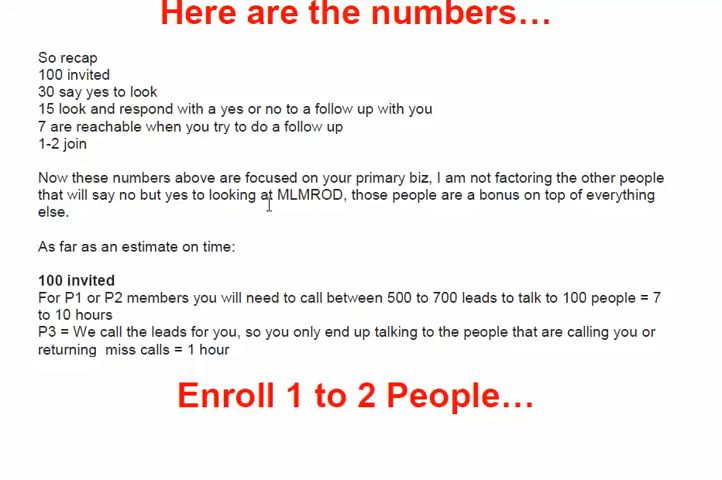 Here are the numbers…
So recap
100 invited
30 say yes to look
15 look and respond with a yes or no to a follow up with you
7 are reachable when you try to do a follow up
1-2 join
Now these numbers above are focused on your primary biz, I am not factoring the other people
that will say no but yes to looking at MLMROD, those people are a bonus on top of everything
else.
As far as an estimate on time:
100 invited
For P1 or P2 members you will need to call between 500 to 700 leads to talk to 100 people = 7
to 10 hours
P3 = We call the leads for you, so you only end up talking to the people that are calling you or
returning miss calls = 1 hour
Enroll 1 to 2 People…